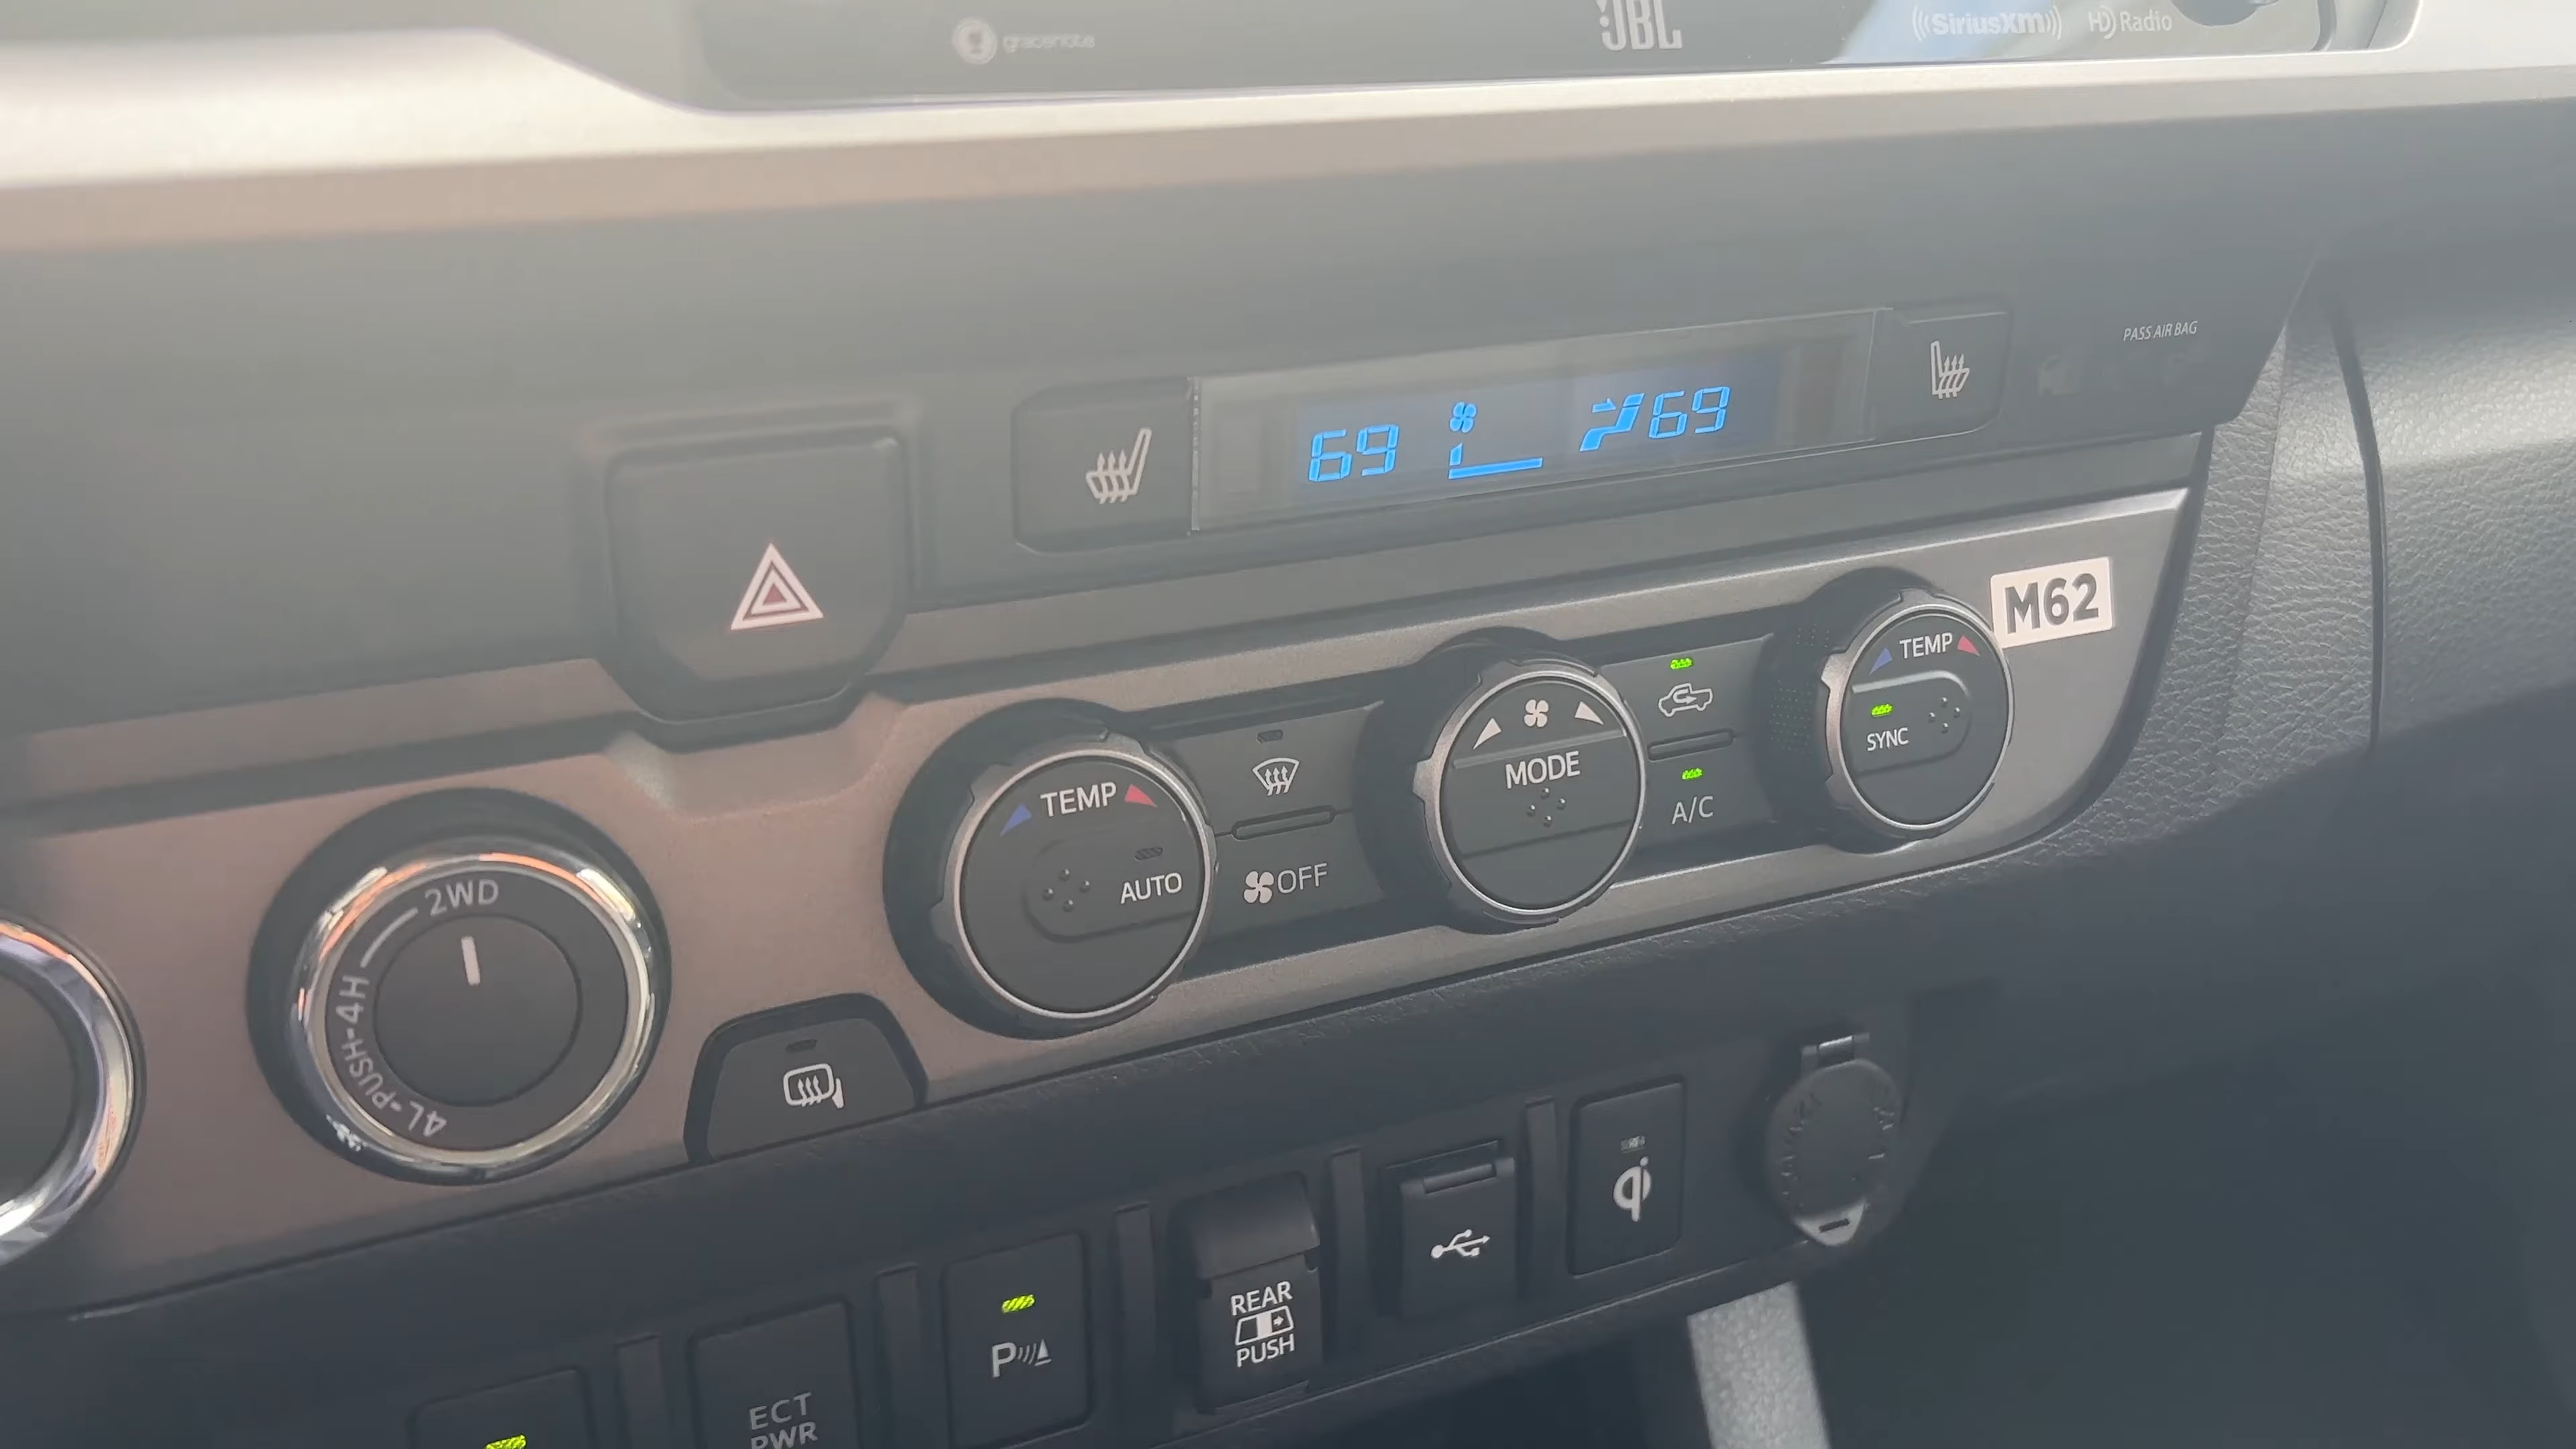 gracenote
JBL
SiriusXM
HD Radio
PASS AIR BAG
69
69
M62
TEMP
SYNC
MODE
A/C
TEMP
AUTO
OFF
2WD
4L-PUSH-4H
REAR
PUSH
qi
P
ECT
PWR